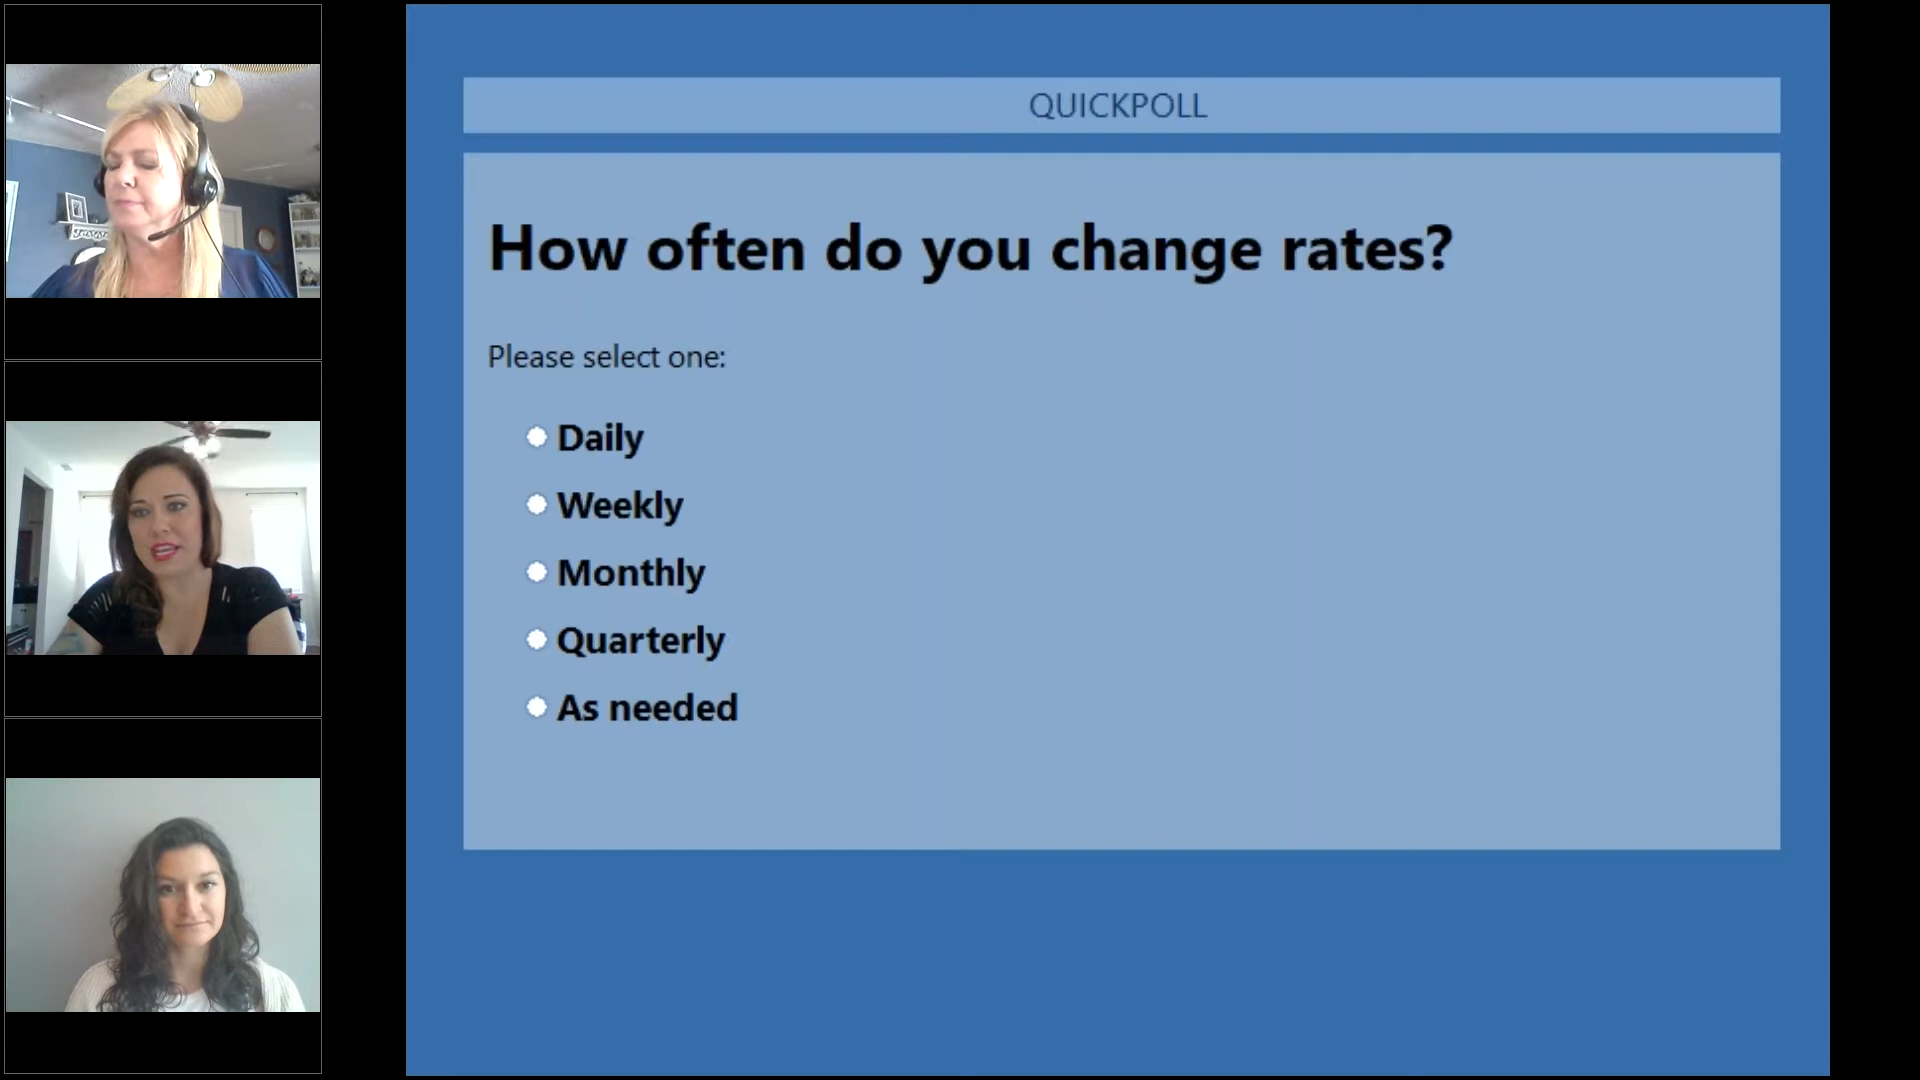 QUICKPOLL
How often do you change rates?
Please select one:
Daily
Weekly
Monthly
Quarterly
As needed